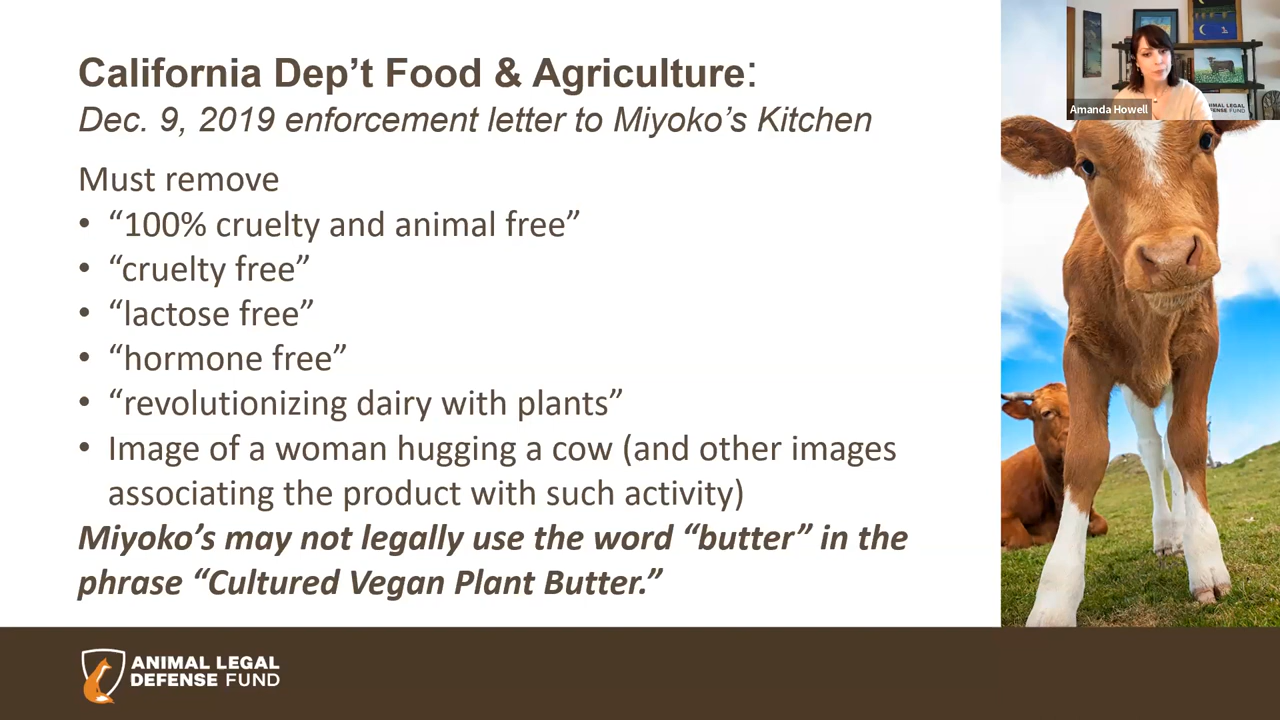 California Dep’t Food & Agriculture:
Dec. 9, 2019 enforcement letter to Miyoko’s Kitchen
Must remove
• “100% cruelty and animal free”
• “cruelty free”
• “lactose free”
• “hormone free”
• “revolutionizing dairy with plants”
• Image of a woman hugging a cow (and other images
associating the product with such activity)
Miyoko’s may not legally use the word “butter” in the
phrase “Cultured Vegan Plant Butter.”
Amanda Howell
LEGAL
FUND
ANIMAL LEGAL
DEFENSE FUND